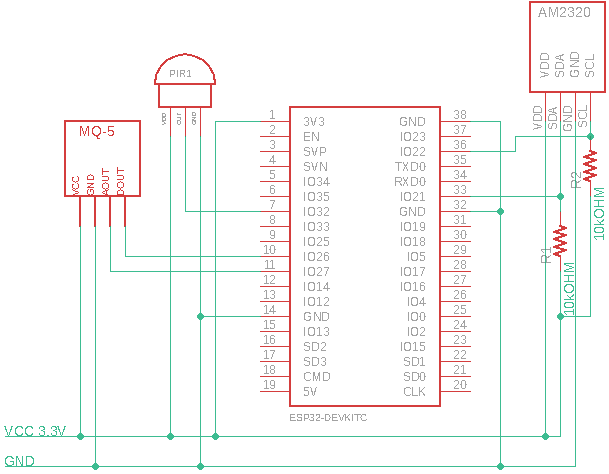 AM2320
VDD
SDA
GND
SCL
VDD
SDA
GND
SCL
PIR1
VDD
OUT
GND
MQ-5
VCC
GND
AOUT
DOUT
1 3V3 GND 38
2 EN IO23 37
3 SVP IO22 36
4 SVN TXD0 35
5 IO34 RXD0 34
6 IO35 IO21 33
7 IO32 GND 32
8 IO33 IO19 31
9 IO25 IO18 30
10 IO26 IO5 29
11 IO27 IO17 28
12 IO14 IO16 27
13 IO12 IO4 26
14 GND IO0 25
15 IO13 IO2 24
16 SD2 IO15 23
17 SD3 SD1 22
18 CMD SD0 21
19 5V CLK 20
ESP32-DEVKITC
R2
10kOHM
R1
10kOHM
VCC 3.3V
GND